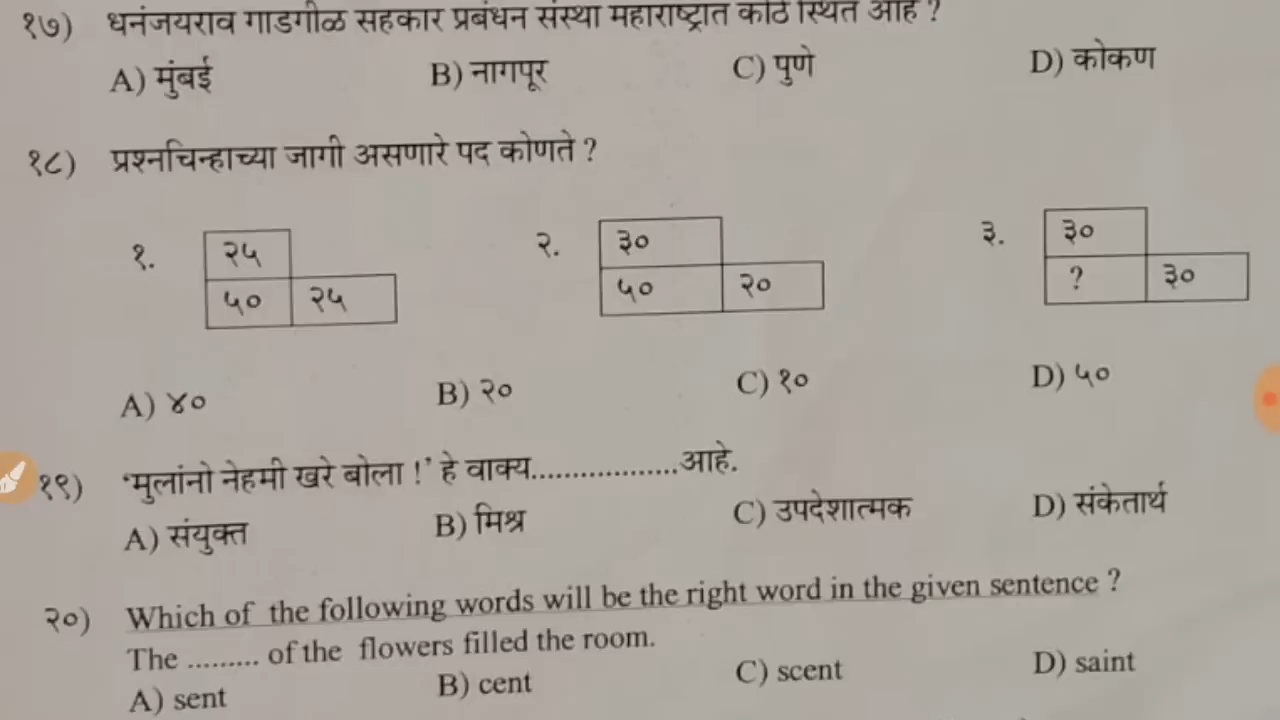 १७) धनंजयराव गाडगीळ सहकार प्रबंधन संस्था महाराष्ट्रात कोठे स्थित आहे ?
A) मुंबई B) नागपूर C) पुणे D) कोकण
१८) प्रश्नचिन्हाच्या जागी असणारे पद कोणते ?
१. २५ २. ३० ३. ३०
५० २५ ५० २० ? ३०
A) ४० B) २० C) १० D) ५०
१९) ‘मुलांनो नेहमी खरे बोला !’ हे वाक्य.................आहे.
A) संयुक्त B) मिश्र C) उपदेशात्मक D) संकेतार्थ
२०) Which of the following words will be the right word in the given sentence ?
The ......... of the flowers filled the room.
A) sent B) cent C) scent D) saint